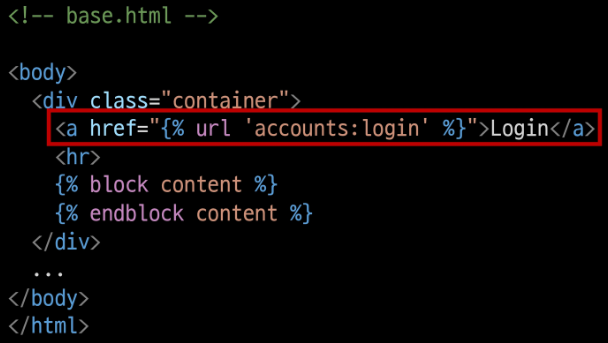 <!-- base.html -->
<body>
<div class="container">
<a href="{% url 'accounts:login' %}">Login</a>
<hr>
{% block content %}
{% endblock content %}
</div>
...
</body>
</html>